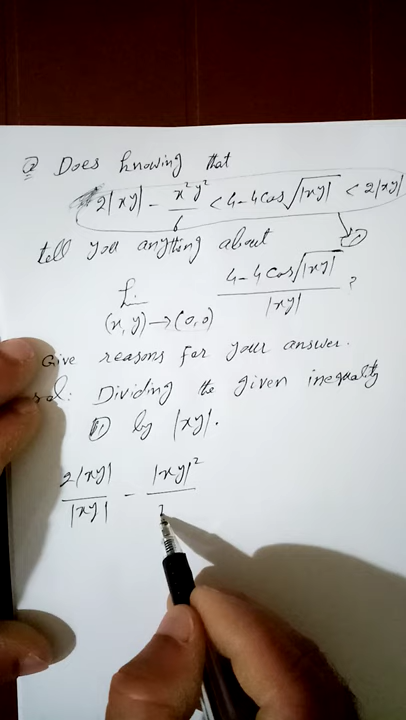 Q Does knowing that
2|xy| - x²y²/6 < 4-4cos√|xy| < 2|xy|
tell you anything about ①
Lim (x,y)→(0,0) (4-4cos√|xy|)/|xy| ?
Give reasons for your answer.
sol: Dividing the given inequality
① by |xy|.
2|xy|/|xy| - |xy|²/